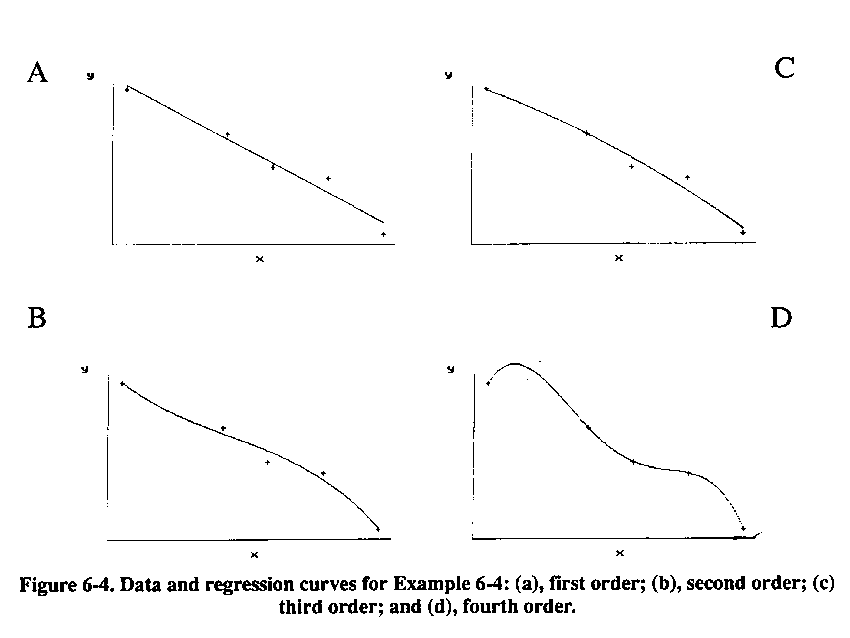 A
y
x
C
y
x
B
y
x
D
y
x
Figure 6-4. Data and regression curves for Example 6-4: (a), first order; (b), second order; (c)
third order; and (d), fourth order.